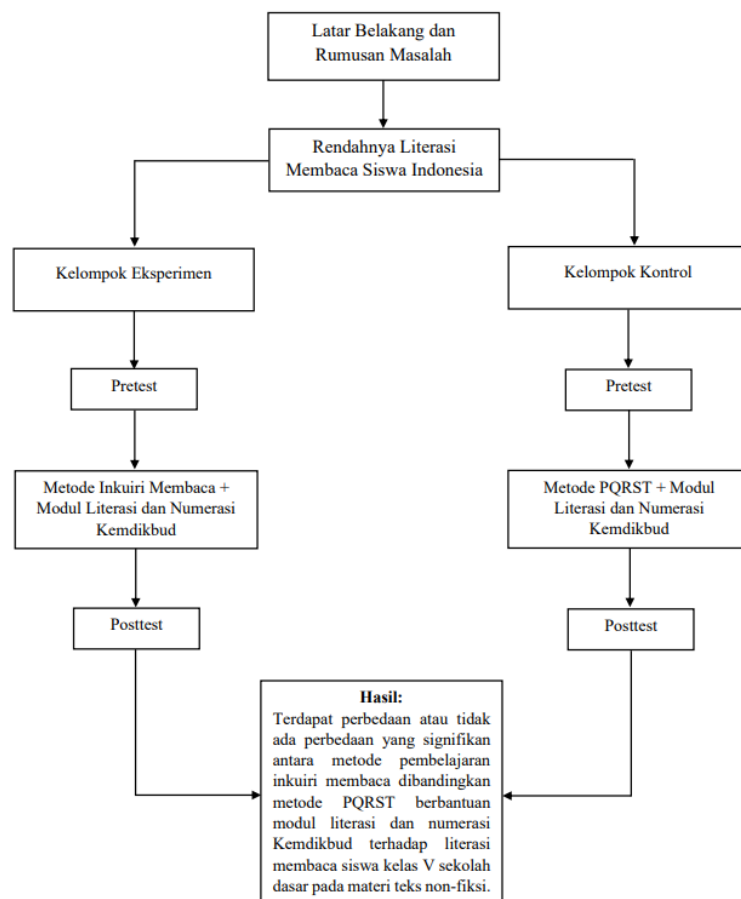 Latar Belakang dan
Rumusan Masalah
Rendahnya Literasi
Membaca Siswa Indonesia
Kelompok Eksperimen
Kelompok Kontrol
Pretest
Pretest
Metode Inkuiri Membaca +
Modul Literasi dan Numerasi
Kemdikbud
Metode PQRST + Modul
Literasi dan Numerasi
Kemdikbud
Posttest
Posttest
Hasil:
Terdapat perbedaan atau tidak
ada perbedaan yang signifikan
antara metode pembelajaran
inkuiri membaca dibandingkan
metode PQRST berbantuan
modul literasi dan numerasi
Kemdikbud terhadap literasi
membaca siswa kelas V sekolah
dasar pada materi teks non-fiksi.